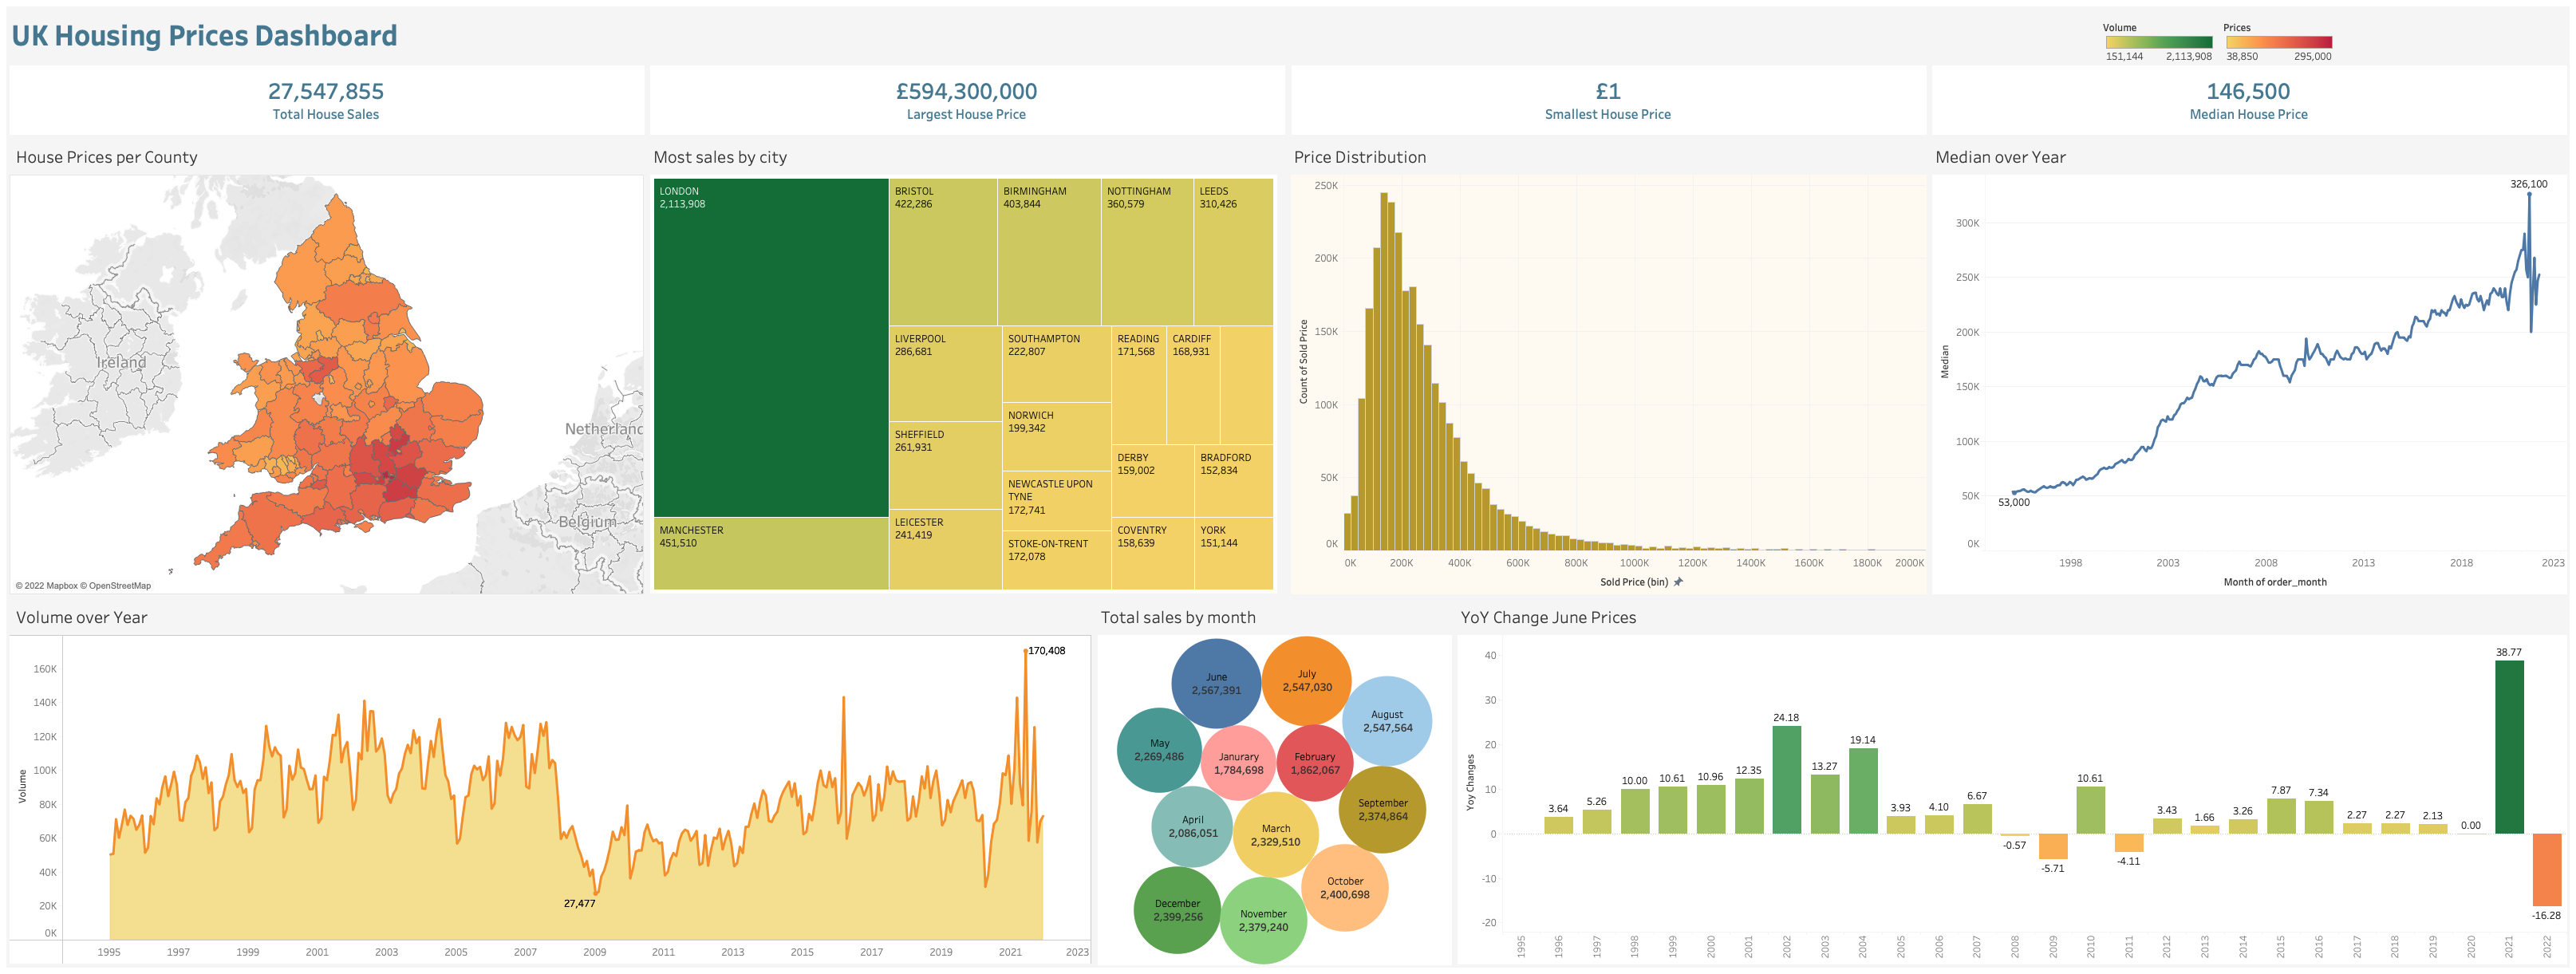 UK Housing Prices Dashboard
Volume
151,144 2,113,908
Prices
38,850 295,000
27,547,855
Total House Sales
£594,300,000
Largest House Price
£1
Smallest House Price
146,500
Median House Price
House Prices per County
Ireland
Netherland
Belgium
© 2022 Mapbox © OpenStreetMap
Most sales by city
LONDON
2,113,908
MANCHESTER
451,510
BRISTOL
422,286
BIRMINGHAM
403,844
NOTTINGHAM
360,579
LEEDS
310,426
LIVERPOOL
286,681
SHEFFIELD
261,931
LEICESTER
241,419
SOUTHAMPTON
222,807
NORWICH
199,342
NEWCASTLE UPON
TYNE
172,741
STOKE-ON-TRENT
172,078
READING
171,568
CARDIFF
168,931
DERBY
159,002
BRADFORD
152,834
COVENTRY
158,639
YORK
151,144
Price Distribution
Count of Sold Price
250K
200K
150K
100K
50K
0K
0K 200K 400K 600K 800K 1000K 1200K 1400K 1600K 1800K 2000K
Sold Price (bin)
Median over Year
Median
300K
250K
200K
150K
100K
50K
0K
326,100
53,000
1998 2003 2008 2013 2018 2023
Month of order_month
Volume over Year
Volume
160K
140K
120K
100K
80K
60K
40K
20K
0K
170,408
27,477
1995 1997 1999 2001 2003 2005 2007 2009 2011 2013 2015 2017 2019 2021 2023
Total sales by month
June
2,567,391
July
2,547,030
August
2,547,564
May
2,269,486
Janurary
1,784,698
February
1,862,067
September
2,374,864
April
2,086,051
March
2,329,510
October
2,400,698
December
2,399,256
November
2,379,240
YoY Change June Prices
Yoy Changes
40
30
20
10
0
-10
-20
3.64 5.26 10.00 10.61 10.96 12.35 24.18 13.27 19.14 3.93 4.10 6.67 -0.57 -5.71 10.61 -4.11 3.43 1.66 3.26 7.87 7.34 2.27 2.27 2.13 0.00 38.77 -16.28
1995 1996 1997 1998 1999 2000 2001 2002 2003 2004 2005 2006 2007 2008 2009 2010 2011 2012 2013 2014 2015 2016 2017 2018 2019 2020 2021 2022